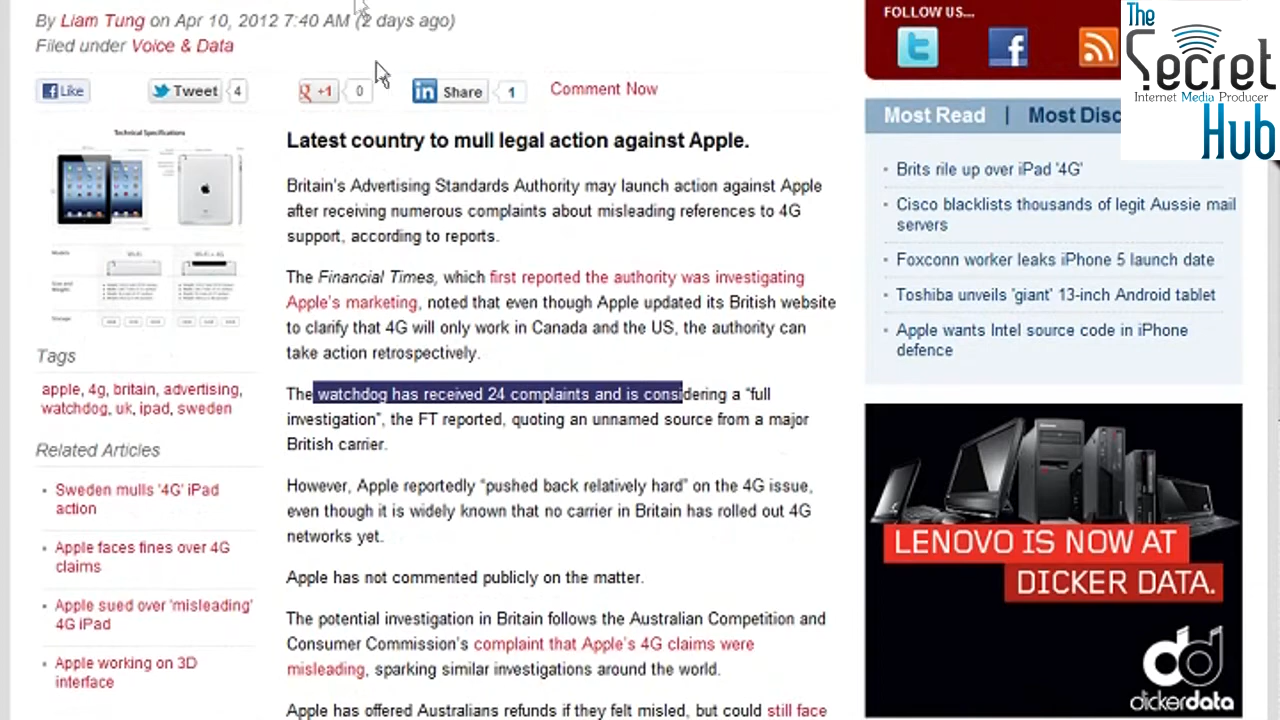 By Liam Tung on Apr 10, 2012 7:40 AM (2 days ago)
Filed under Voice & Data
Like
Tweet 4
+1 0
in Share 1
Comment Now
Technical Specifications
Latest country to mull legal action against Apple.
Britain's Advertising Standards Authority may launch action against Apple
after receiving numerous complaints about misleading references to 4G
support, according to reports.
The Financial Times, which first reported the authority was investigating
Apple's marketing, noted that even though Apple updated its British website
to clarify that 4G will only work in Canada and the US, the authority can
take action retrospectively.
The watchdog has received 24 complaints and is considering a “full
investigation”, the FT reported, quoting an unnamed source from a major
British carrier.
However, Apple reportedly “pushed back relatively hard” on the 4G issue,
even though it is widely known that no carrier in Britain has rolled out 4G
networks yet.
Apple has not commented publicly on the matter.
The potential investigation in Britain follows the Australian Competition and
Consumer Commission's complaint that Apple's 4G claims were
misleading, sparking similar investigations around the world.
Apple has offered Australians refunds if they felt misled, but could still face
Tags
apple, 4g, britain, advertising,
watchdog, uk, ipad, sweden
Related Articles
Sweden mulls '4G' iPad
action
Apple faces fines over 4G
claims
Apple sued over 'misleading'
4G iPad
Apple working on 3D
interface
FOLLOW US...
The
Secret
Internet Media Producer
Hub
Most Read | Most Disc
Brits rile up over iPad '4G'
Cisco blacklists thousands of legit Aussie mail
servers
Foxconn worker leaks iPhone 5 launch date
Toshiba unveils 'giant' 13-inch Android tablet
Apple wants Intel source code in iPhone
defence
LENOVO IS NOW AT
DICKER DATA.
dd
dickerdata